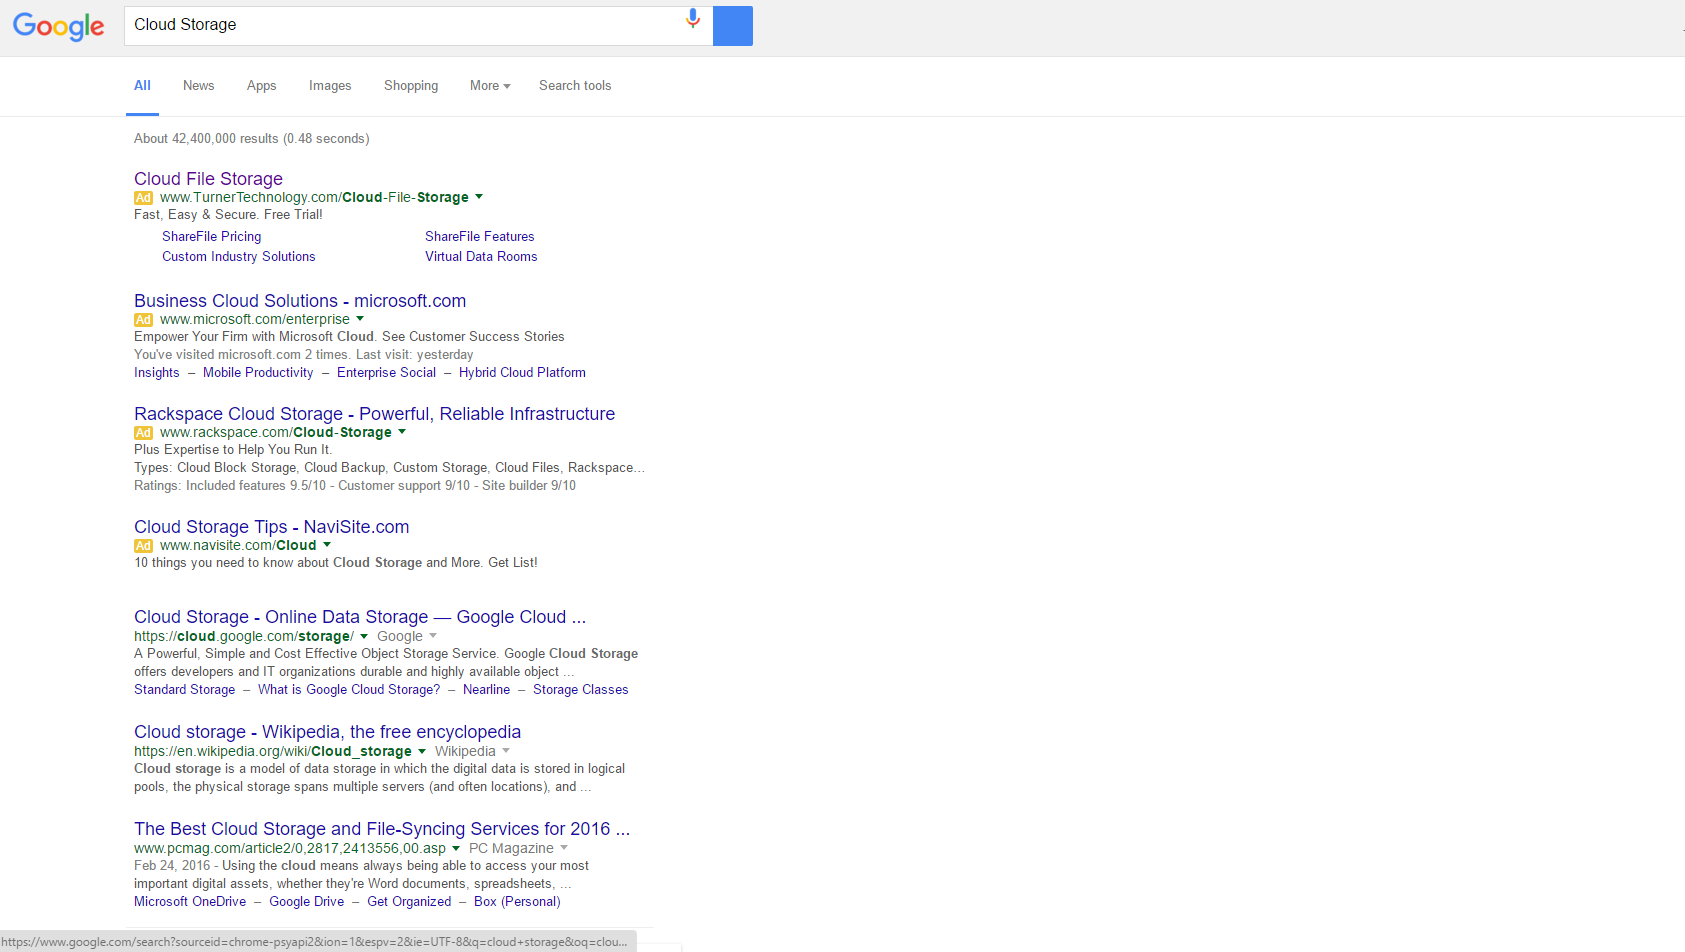 Google
Cloud Storage
All News Apps Images Shopping More Search tools
About 42,400,000 results (0.48 seconds)
Cloud File Storage
Ad www.TurnerTechnology.com/Cloud-File-Storage
Fast, Easy & Secure. Free Trial!
ShareFile Pricing ShareFile Features
Custom Industry Solutions Virtual Data Rooms
Business Cloud Solutions - microsoft.com
Ad www.microsoft.com/enterprise
Empower Your Firm with Microsoft Cloud. See Customer Success Stories
You've visited microsoft.com 2 times. Last visit: yesterday
Insights – Mobile Productivity – Enterprise Social – Hybrid Cloud Platform
Rackspace Cloud Storage - Powerful, Reliable Infrastructure
Ad www.rackspace.com/Cloud-Storage
Plus Expertise to Help You Run It.
Types: Cloud Block Storage, Cloud Backup, Custom Storage, Cloud Files, Rackspace...
Ratings: Included features 9.5/10 - Customer support 9/10 - Site builder 9/10
Cloud Storage Tips - NaviSite.com
Ad www.navisite.com/Cloud
10 things you need to know about Cloud Storage and More. Get List!
Cloud Storage - Online Data Storage — Google Cloud ...
https://cloud.google.com/storage/ Google
A Powerful, Simple and Cost Effective Object Storage Service. Google Cloud Storage
offers developers and IT organizations durable and highly available object ...
Standard Storage – What is Google Cloud Storage? – Nearline – Storage Classes
Cloud storage - Wikipedia, the free encyclopedia
https://en.wikipedia.org/wiki/Cloud_storage Wikipedia
Cloud storage is a model of data storage in which the digital data is stored in logical
pools, the physical storage spans multiple servers (and often locations), and ...
The Best Cloud Storage and File-Syncing Services for 2016 ...
www.pcmag.com/article2/0,2817,2413556,00.asp PC Magazine
Feb 24, 2016 - Using the cloud means always being able to access your most
important digital assets, whether they're Word documents, spreadsheets, ...
Microsoft OneDrive – Google Drive – Get Organized – Box (Personal)
https://www.google.com/search?sourceid=chrome-psyapi2&ion=1&espv=2&ie=UTF-8&q=cloud+storage&oq=clou...